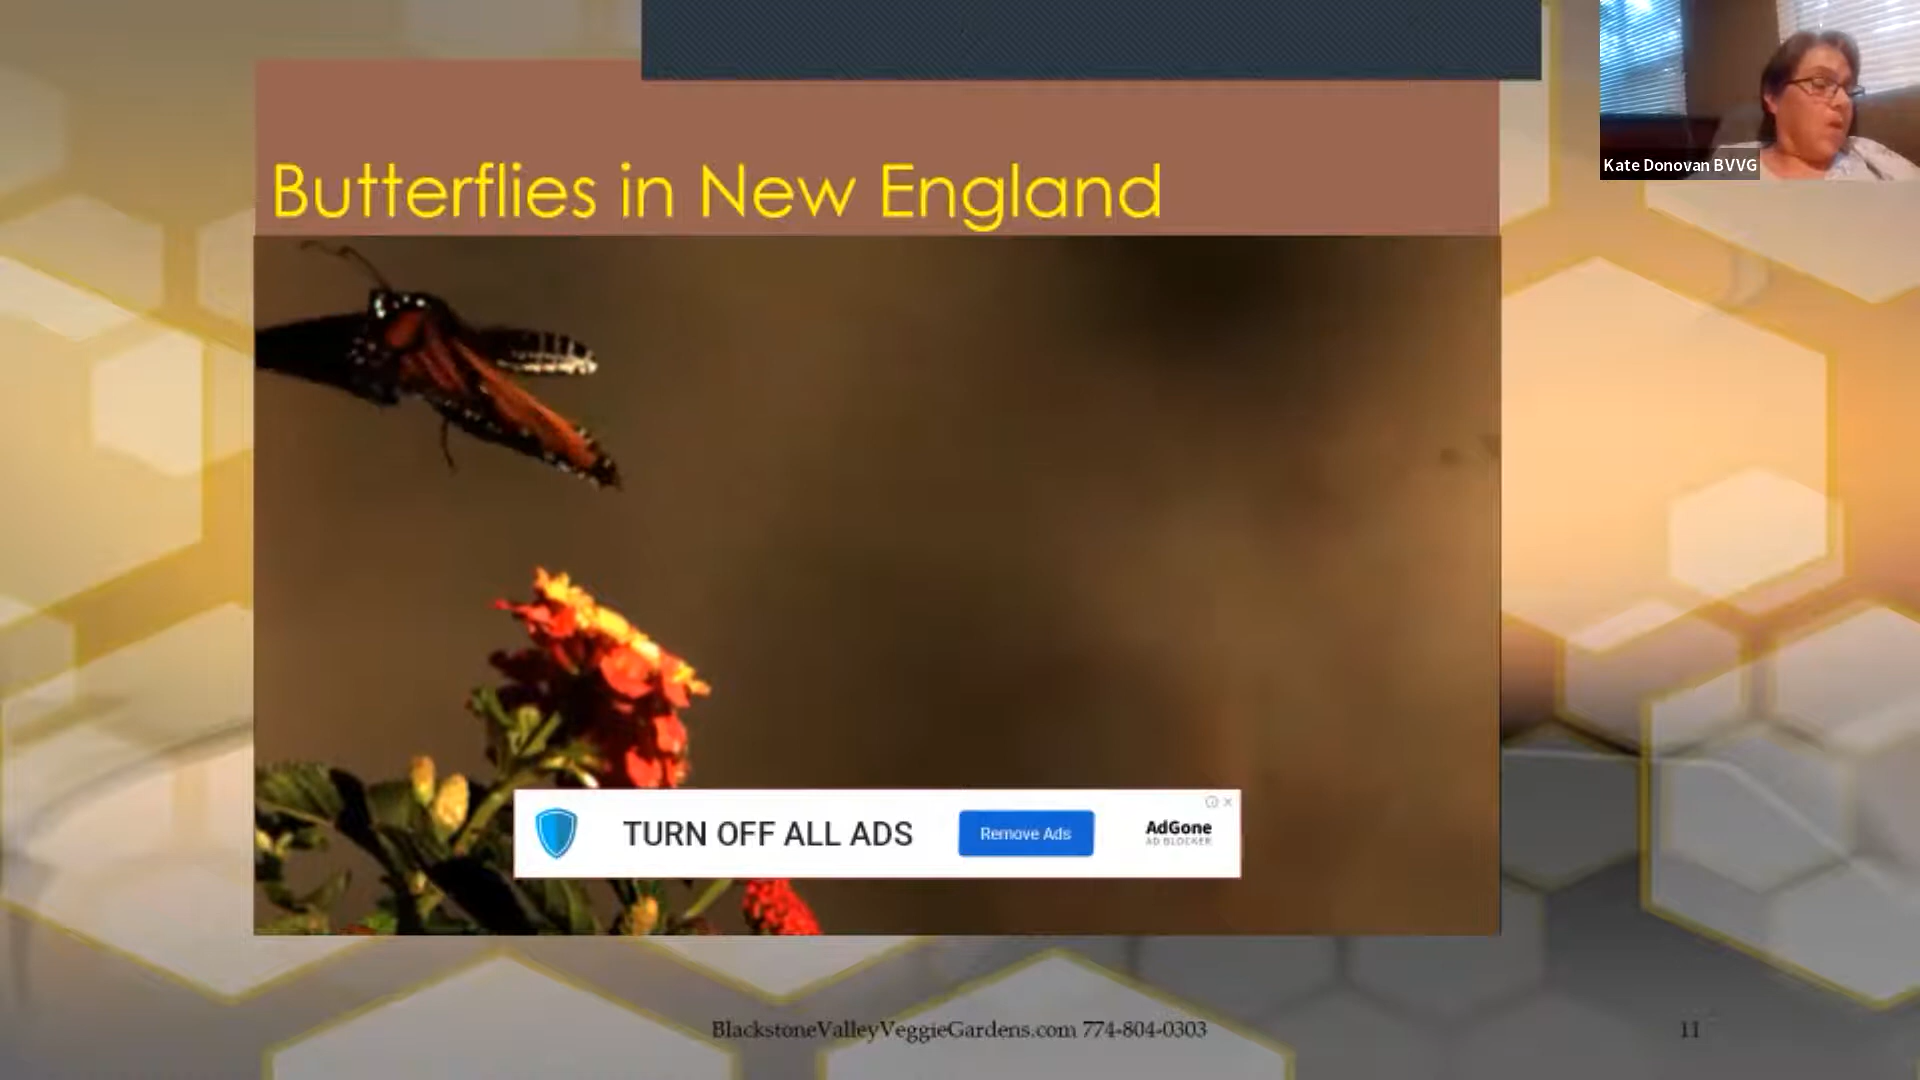 Kate Donovan BVVG
Butterflies in New England
TURN OFF ALL ADS
Remove Ads
AdGone
AD BLOCKER
BlackstoneValleyVeggieGardens.com 774-804-0303
11